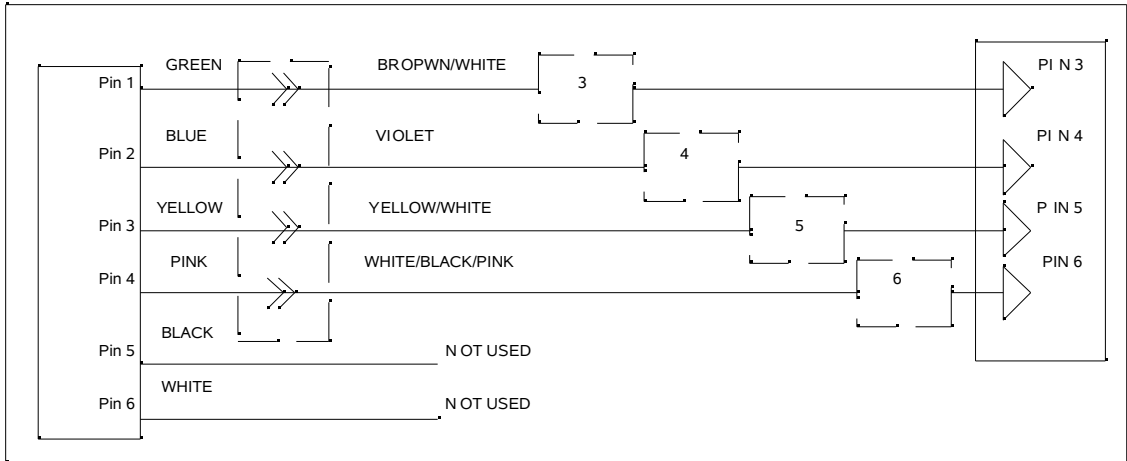 GREEN
BROPWN/WHITE
Pin 1
3
PI N 3
BLUE
VIOLET
Pin 2
4
PI N 4
YELLOW
YELLOW/WHITE
Pin 3
5
P IN 5
PINK
WHITE/BLACK/PINK
Pin 4
6
PIN 6
BLACK
Pin 5
N OT USED
WHITE
Pin 6
N OT USED